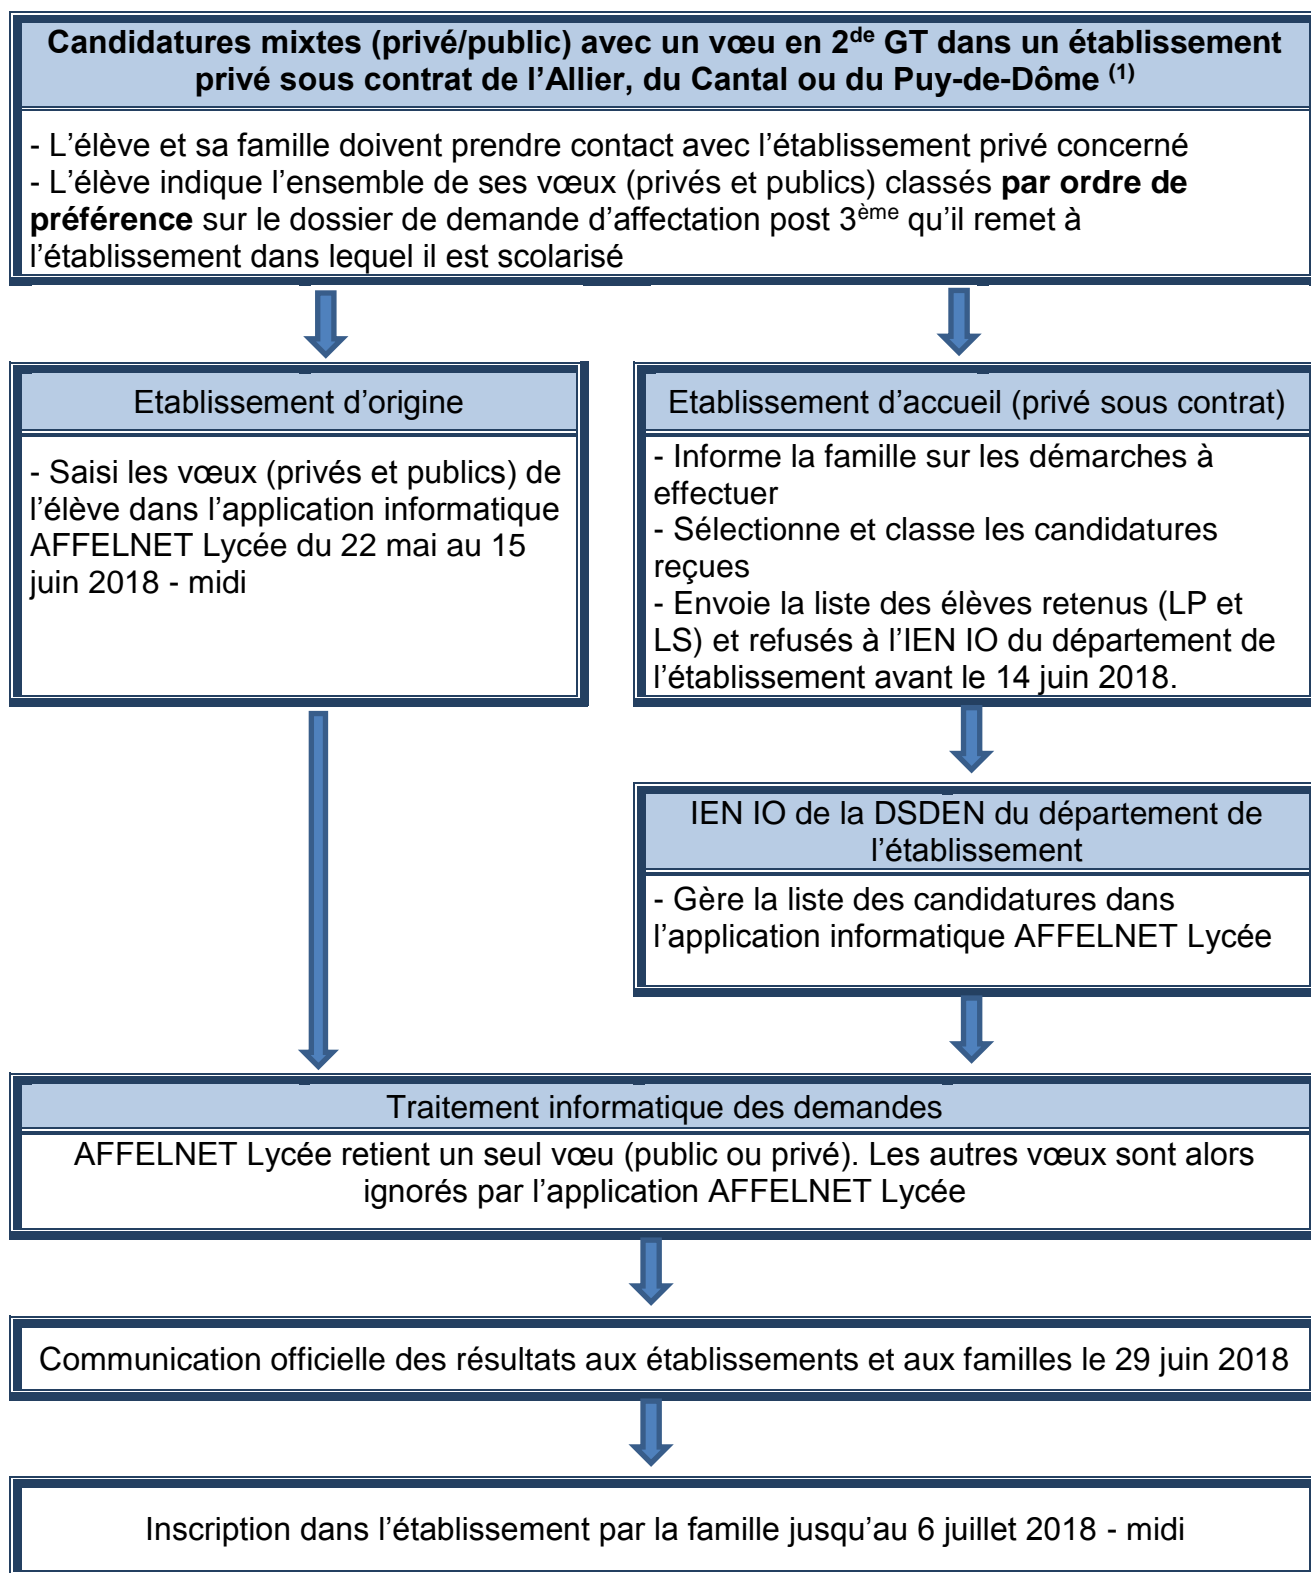 Candidatures mixtes (privé/public) avec un vœu en 2de GT dans un établissement
privé sous contrat de l’Allier, du Cantal ou du Puy-de-Dôme (1)
- L’élève et sa famille doivent prendre contact avec l’établissement privé concerné
- L’élève indique l’ensemble de ses vœux (privés et publics) classés par ordre de
préférence sur le dossier de demande d’affectation post 3ème qu’il remet à
l’établissement dans lequel il est scolarisé
Etablissement d’origine
- Saisi les vœux (privés et publics) de
l’élève dans l’application informatique
AFFELNET Lycée du 22 mai au 15
juin 2018 - midi
Etablissement d’accueil (privé sous contrat)
- Informe la famille sur les démarches à
effectuer
- Sélectionne et classe les candidatures
reçues
- Envoie la liste des élèves retenus (LP et
LS) et refusés à l’IEN IO du département de
l’établissement avant le 14 juin 2018.
IEN IO de la DSDEN du département de
l’établissement
- Gère la liste des candidatures dans
l’application informatique AFFELNET Lycée
Traitement informatique des demandes
AFFELNET Lycée retient un seul vœu (public ou privé). Les autres vœux sont alors
ignorés par l’application AFFELNET Lycée
Communication officielle des résultats aux établissements et aux familles le 29 juin 2018
Inscription dans l’établissement par la famille jusqu’au 6 juillet 2018 - midi